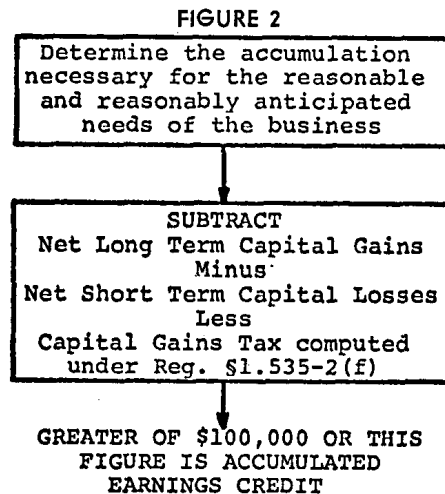 FIGURE 2
Determine the accumulation
necessary for the reasonable
and reasonably anticipated
needs of the business
SUBTRACT
Net Long Term Capital Gains
Minus
Net Short Term Capital Losses
Less
Capital Gains Tax computed
under Reg. §1.535-2(f)
GREATER OF $100,000 OR THIS
FIGURE IS ACCUMULATED
EARNINGS CREDIT